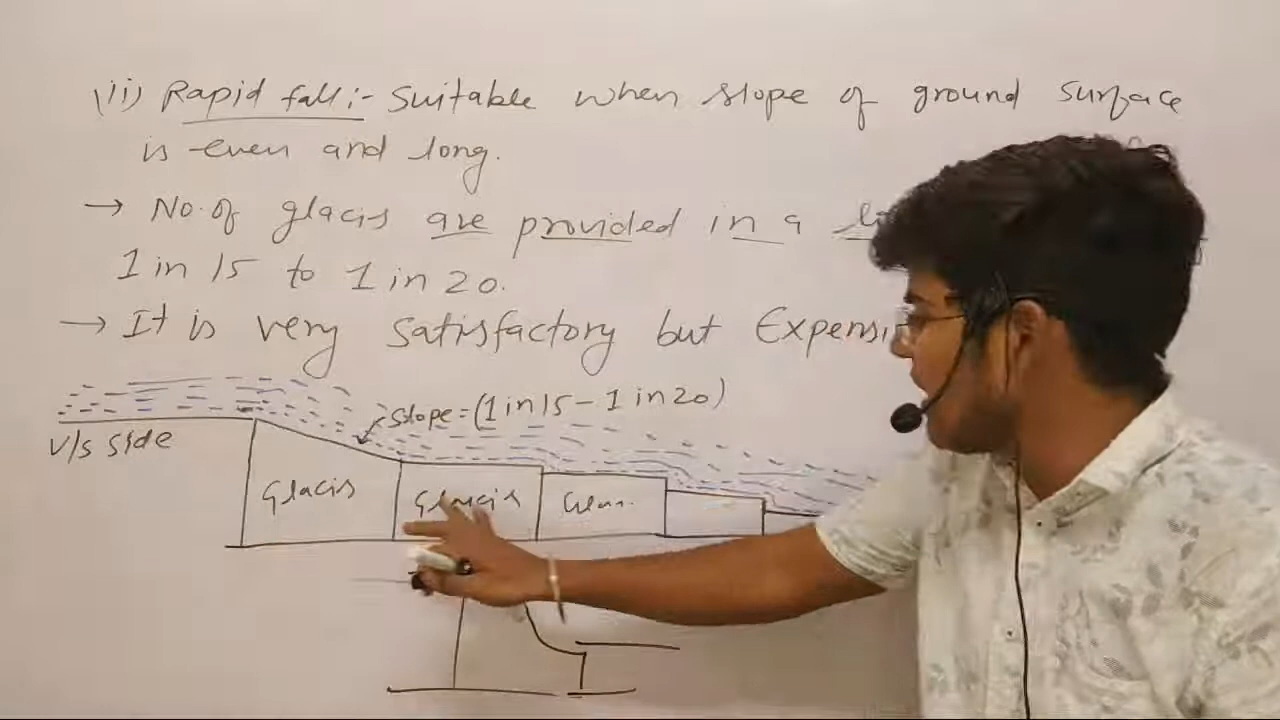 (ii) Rapid fall:- Suitable when slope of ground surface
is even and long.
→ No. of glacis are provided in a
1 in 15 to 1 in 20.
→ It is very satisfactory but Expensi
slope = (1 in 15 - 1 in 20)
U/s side
Glacis
Glacis